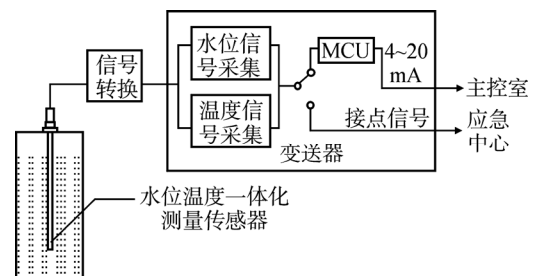 信号
转换
水位信
号采集
温度信
号采集
MCU
4~20
mA
主控室
接点信号
应急
中心
变送器
水位温度一体化
测量传感器